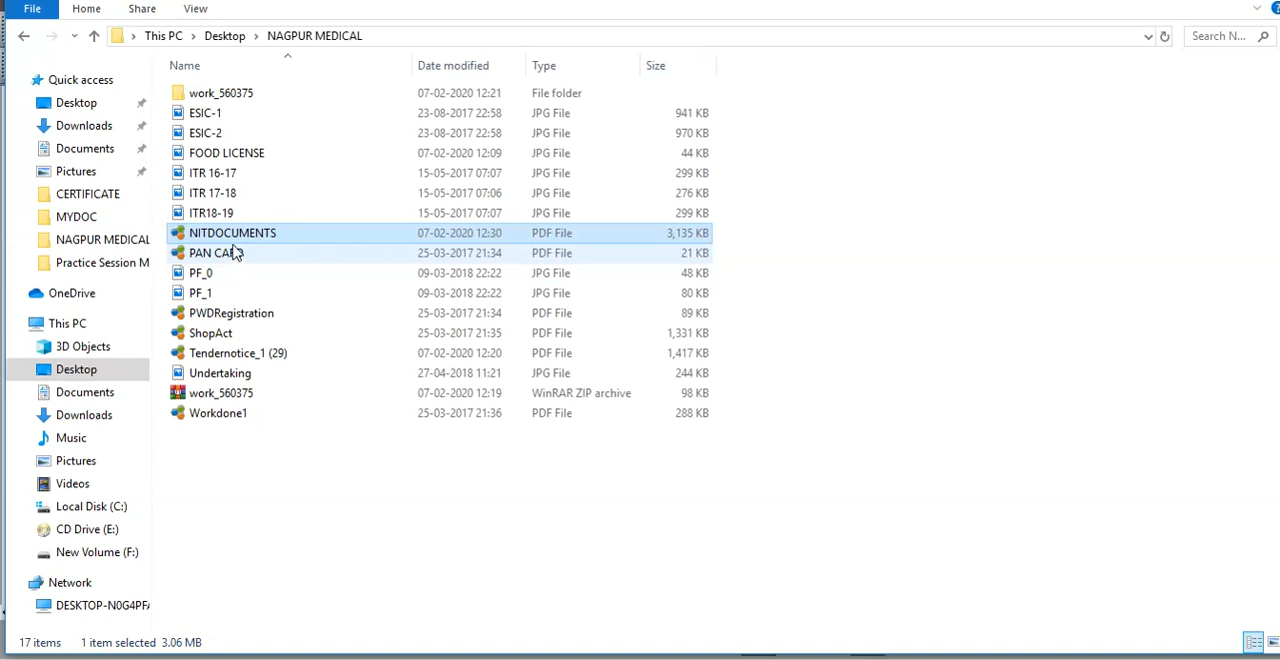 File Home Share View
This PC Desktop NAGPUR MEDICAL Search N...
Name Date modified Type Size
Quick access
Desktop
Downloads
Documents
Pictures
CERTIFICATE
MYDOC
NAGPUR MEDICAL
Practice Session M
OneDrive
This PC
3D Objects
Desktop
Documents
Downloads
Music
Pictures
Videos
Local Disk (C:)
CD Drive (E:)
New Volume (F:)
Network
DESKTOP-N0G4PF
work_560375 07-02-2020 12:21 File folder
ESIC-1 23-08-2017 22:58 JPG File 941 KB
ESIC-2 23-08-2017 22:58 JPG File 970 KB
FOOD LICENSE 07-02-2020 12:09 JPG File 44 KB
ITR 16-17 15-05-2017 07:07 JPG File 299 KB
ITR 17-18 15-05-2017 07:06 JPG File 276 KB
ITR18-19 15-05-2017 07:07 JPG File 299 KB
NITDOCUMENTS 07-02-2020 12:30 PDF File 3,135 KB
PAN 25-03-2017 21:34 PDF File 21 KB
PF_0 09-03-2018 22:22 JPG File 48 KB
PF_1 09-03-2018 22:22 JPG File 80 KB
PWDRegistration 25-03-2017 21:34 PDF File 89 KB
ShopAct 25-03-2017 21:35 PDF File 1,331 KB
Tendernotice_1 (29) 07-02-2020 12:20 PDF File 1,417 KB
Undertaking 27-04-2018 11:21 JPG File 244 KB
work_560375 07-02-2020 12:19 WinRAR ZIP archive 98 KB
Workdone1 25-03-2017 21:36 PDF File 288 KB
17 items 1 item selected 3.06 MB